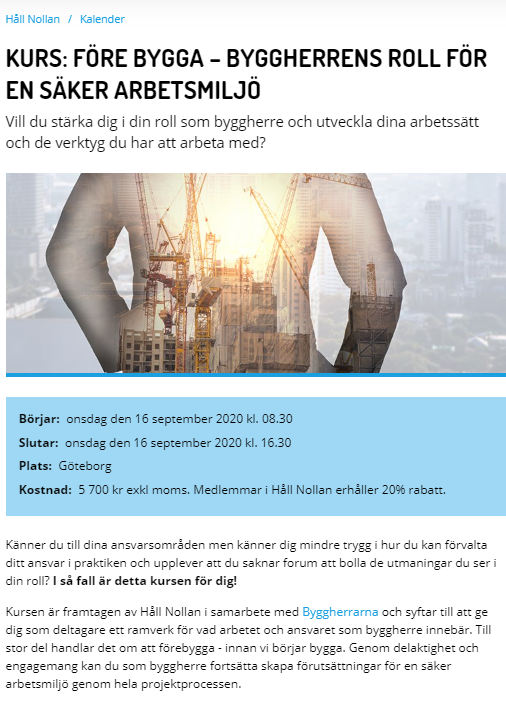 Håll Nollan / Kalender
KURS: FÖRE BYGGA – BYGGHERRENS ROLL FÖR
EN SÄKER ARBETSMILJÖ
Vill du stärka dig i din roll som byggherre och utveckla dina arbetssätt
och de verktyg du har att arbeta med?
Börjar: onsdag den 16 september 2020 kl. 08.30
Slutar: onsdag den 16 september 2020 kl. 16.30
Plats: Göteborg
Kostnad: 5 700 kr exkl moms. Medlemmar i Håll Nollan erhåller 20% rabatt.
Känner du till dina ansvarsområden men känner dig mindre trygg i hur du kan förvalta
ditt ansvar i praktiken och upplever att du saknar forum att bolla de utmaningar du ser i
din roll? I så fall är detta kursen för dig!
Kursen är framtagen av Håll Nollan i samarbete med Byggherrarna och syftar till att ge
dig som deltagare ett ramverk för vad arbetet och ansvaret som byggherre innebär. Till
stor del handlar det om att förebygga - innan vi börjar bygga. Genom delaktighet och
engagemang kan du som byggherre fortsätta skapa förutsättningar för en säker
arbetsmiljö genom hela projektprocessen.